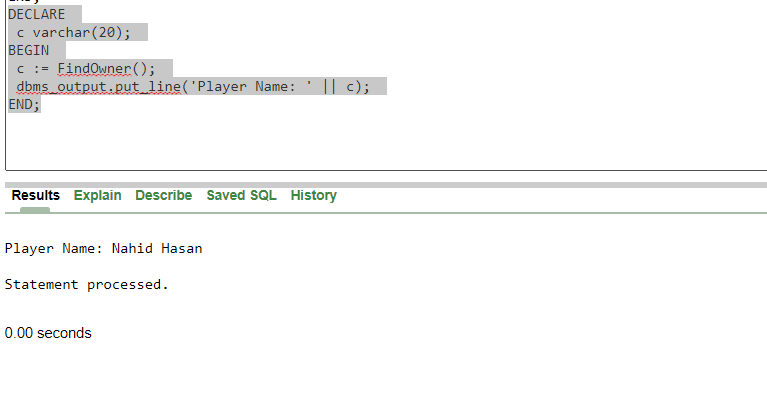 DECLARE
c varchar(20);
BEGIN
c := FindOwner();
dbms_output.put_line('Player Name: ' || c);
END;
Results Explain Describe Saved SQL History
Player Name: Nahid Hasan
Statement processed.
0.00 seconds